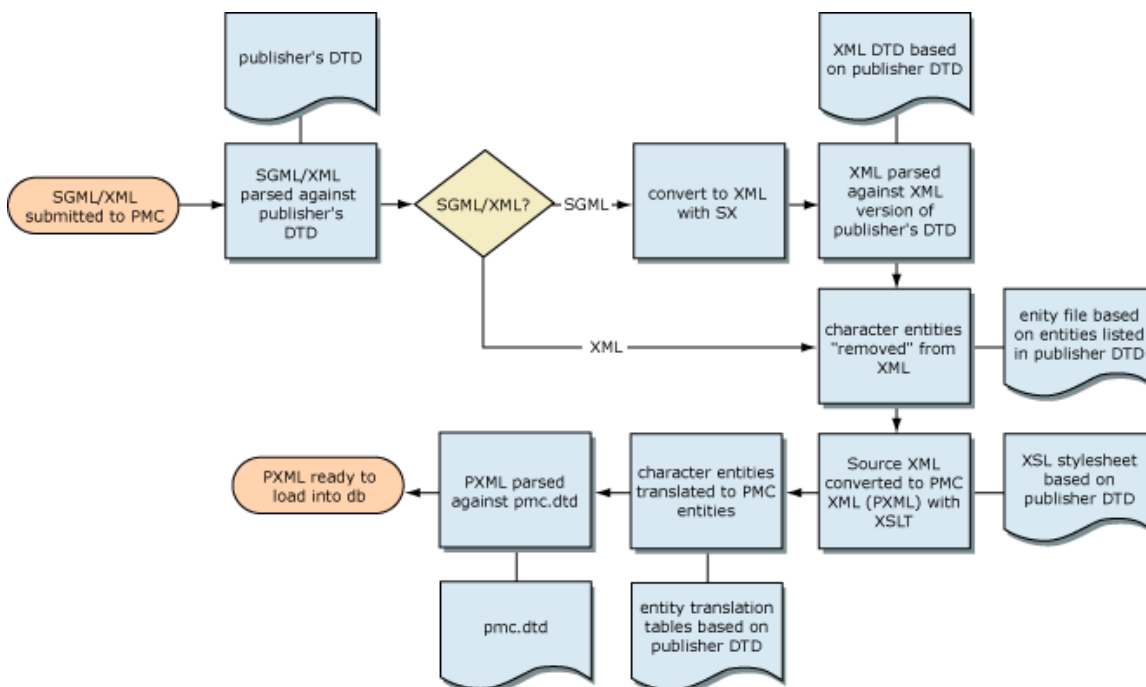 publisher's DTD
XML DTD based
on publisher DTD
SGML/XML
submitted to PMC
SGML/XML
parsed against
publisher's
DTD
SGML/XML?
SGML
convert to XML
with SX
XML parsed
against XML
version of
publisher's DTD
XML
character entities
"removed" from
XML
enity file based
on entities listed
in publisher DTD
PXML ready to
load into db
PXML parsed
against pmc.dtd
character entities
translated to PMC
entities
Source XML
converted to PMC
XML (PXML) with
XSLT
XSL stylesheet
based on
publisher DTD
pmc.dtd
entity translation
tables based on
publisher DTD